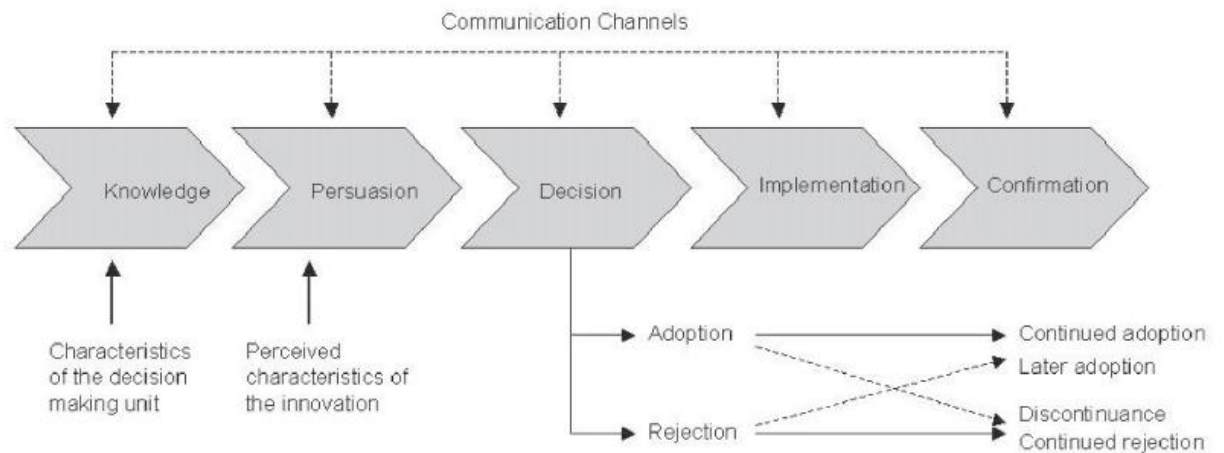 Communication Channels
Knowledge
Persuasion
Decision
Implementation
Confirmation
Characteristics
of the decision
making unit
Perceived
characteristics of
the innovation
Adoption
Rejection
Continued adoption
Later adoption
Discontinuance
Continued rejection